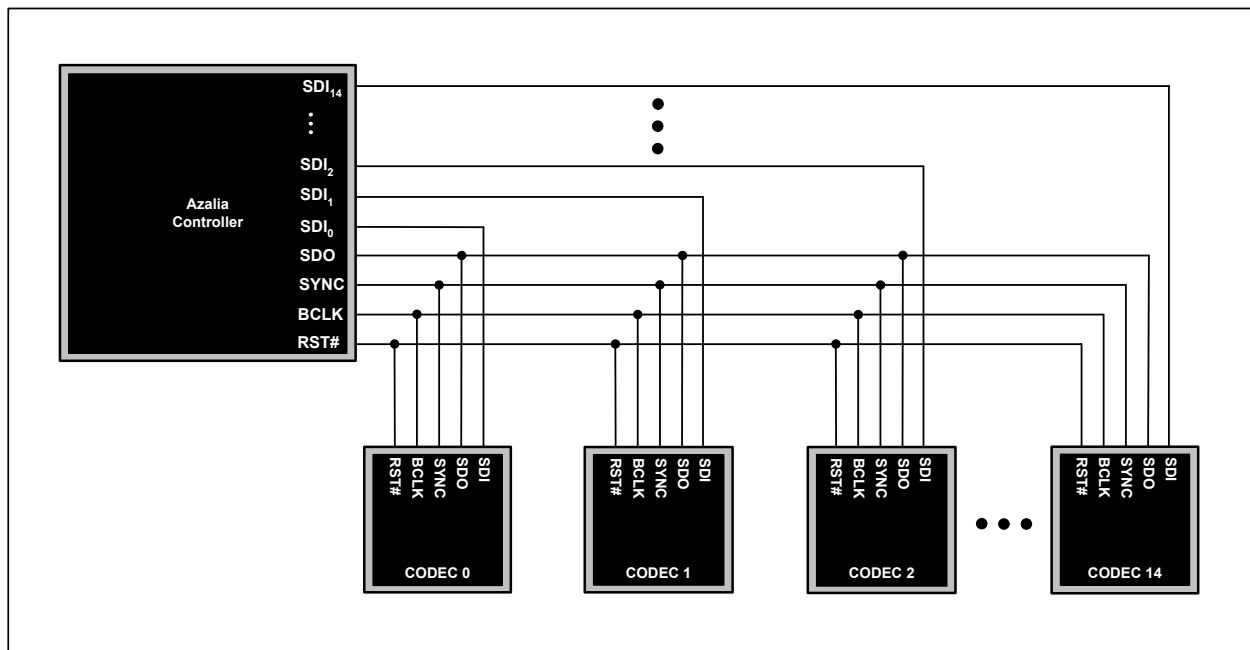 SDI14
SDI2
SDI1
Azalia
Controller
SDI0
SDO
SYNC
BCLK
RST#
RST#
BCLK
SYNC
SDO
SDI
RST#
BCLK
SYNC
SDO
SDI
RST#
BCLK
SYNC
SDO
SDI
RST#
BCLK
SYNC
SDO
SDI
CODEC 0
CODEC 1
CODEC 2
CODEC 14